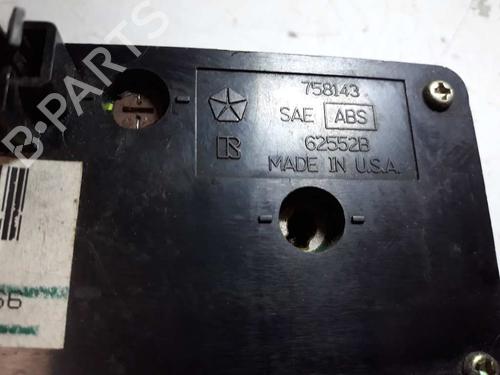 758143
SAE ABS
R 62552B
MADE IN U.S.A.
B-PARTS